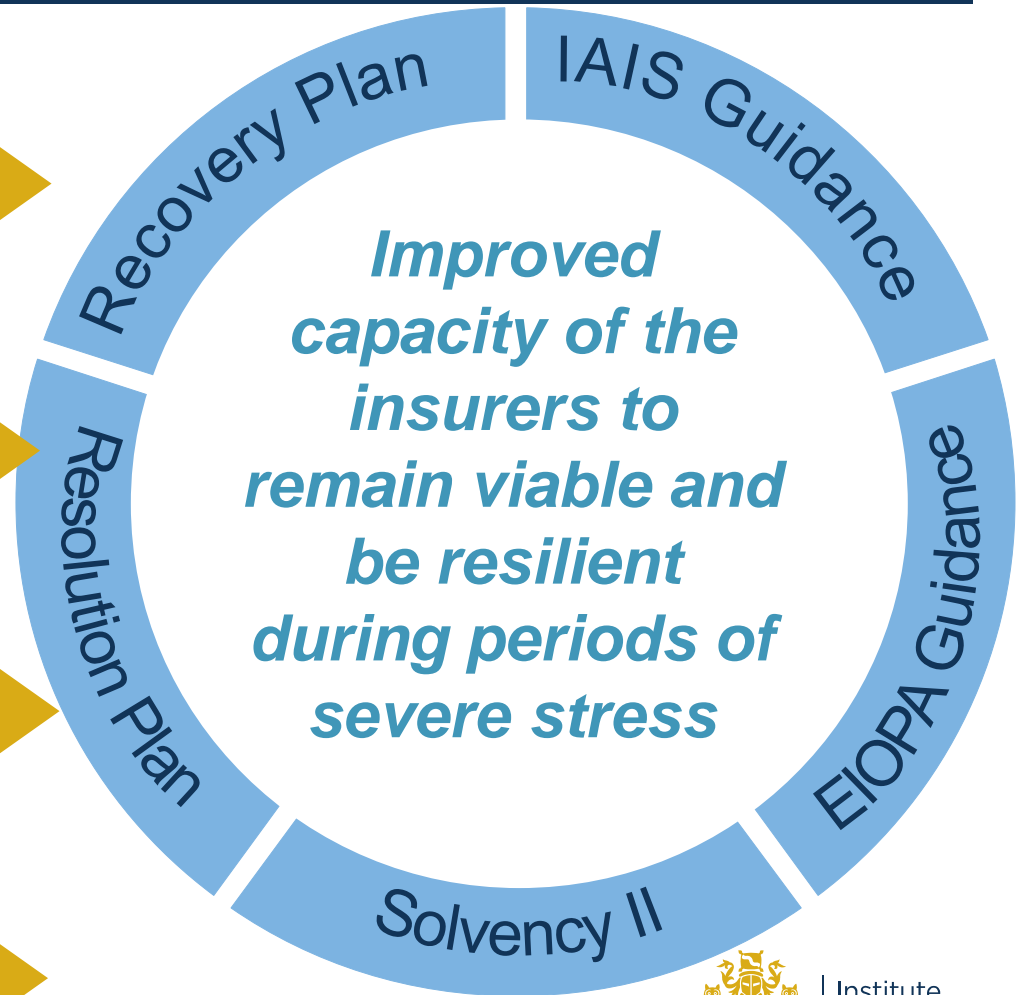 Recovery Plan
IAIS Guidance
Improved
capacity of the
insurers to
remain viable and
be resilient
during periods of
severe stress
Resolution Plan
EIOPA Guidance
Solvency II
Institute